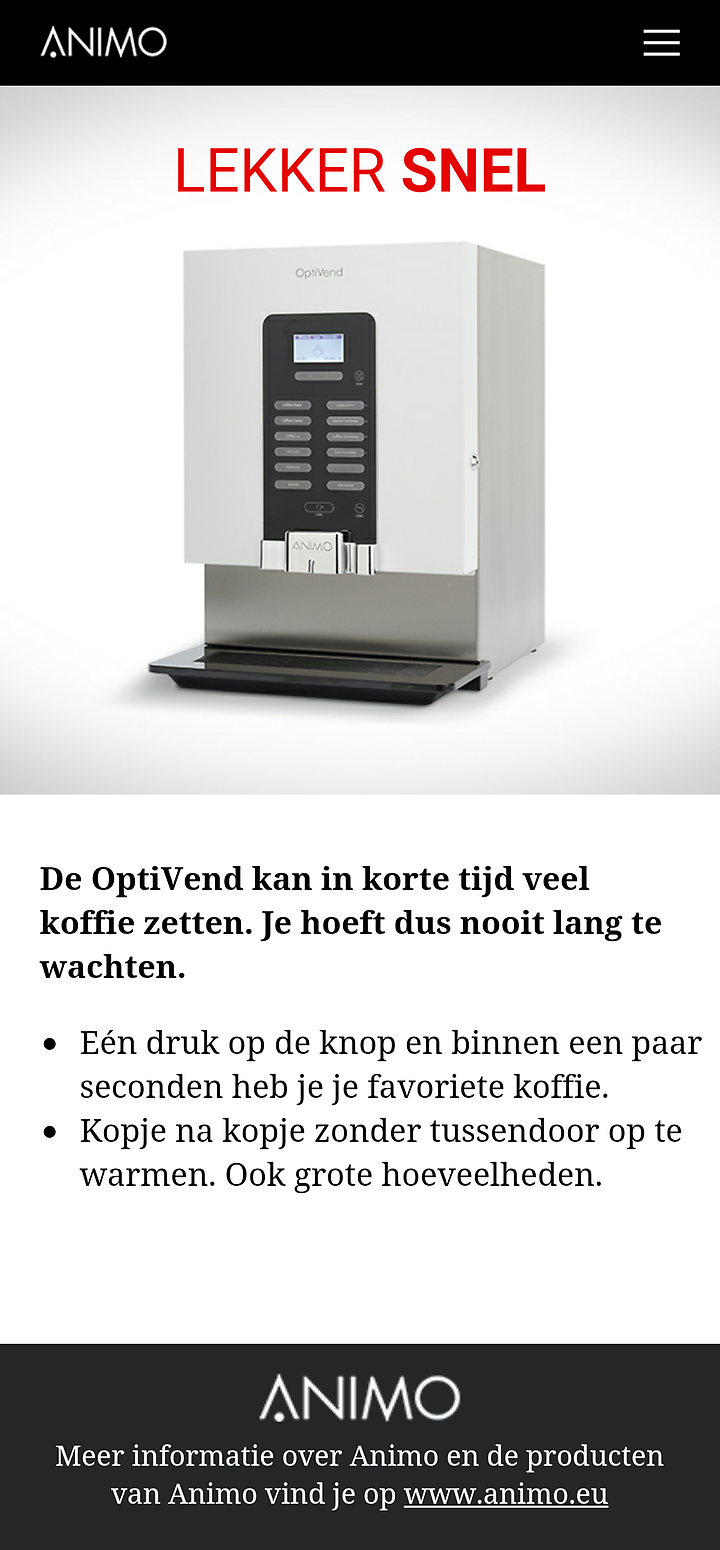 ANIMO
LEKKER SNEL
OptiVend
ANIMO
De OptiVend kan in korte tijd veel
koffie zetten. Je hoeft dus nooit lang te
wachten.
• Eén druk op de knop en binnen een paar
seconden heb je je favoriete koffie.
• Kopje na kopje zonder tussendoor op te
warmen. Ook grote hoeveelheden.
ANIMO
Meer informatie over Animo en de producten
van Animo vind je op www.animo.eu